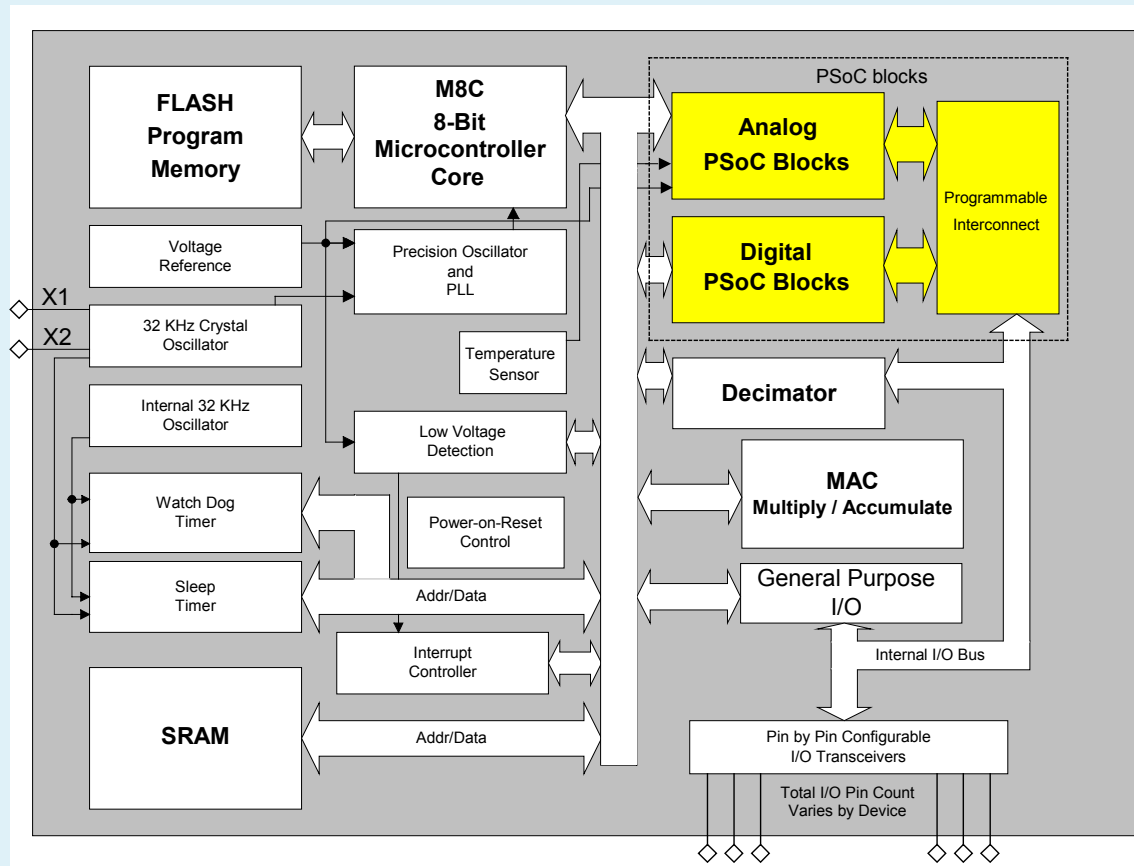 PSoC blocks
FLASH
Program
Memory
M8C
8-Bit
Microcontroller
Core
Analog
PSoC Blocks
Programmable
Interconnect
Voltage
Reference
Precision Oscillator
and
PLL
Digital
PSoC Blocks
X1
X2
32 KHz Crystal
Oscillator
Temperature
Sensor
Decimator
Internal 32 KHz
Oscillator
Low Voltage
Detection
MAC
Multiply / Accumulate
Watch Dog
Timer
Power-on-Reset
Control
General Purpose
I/O
Sleep
Timer
Addr/Data
Interrupt
Controller
Internal I/O Bus
SRAM
Addr/Data
Pin by Pin Configurable
I/O Transceivers
Total I/O Pin Count
Varies by Device